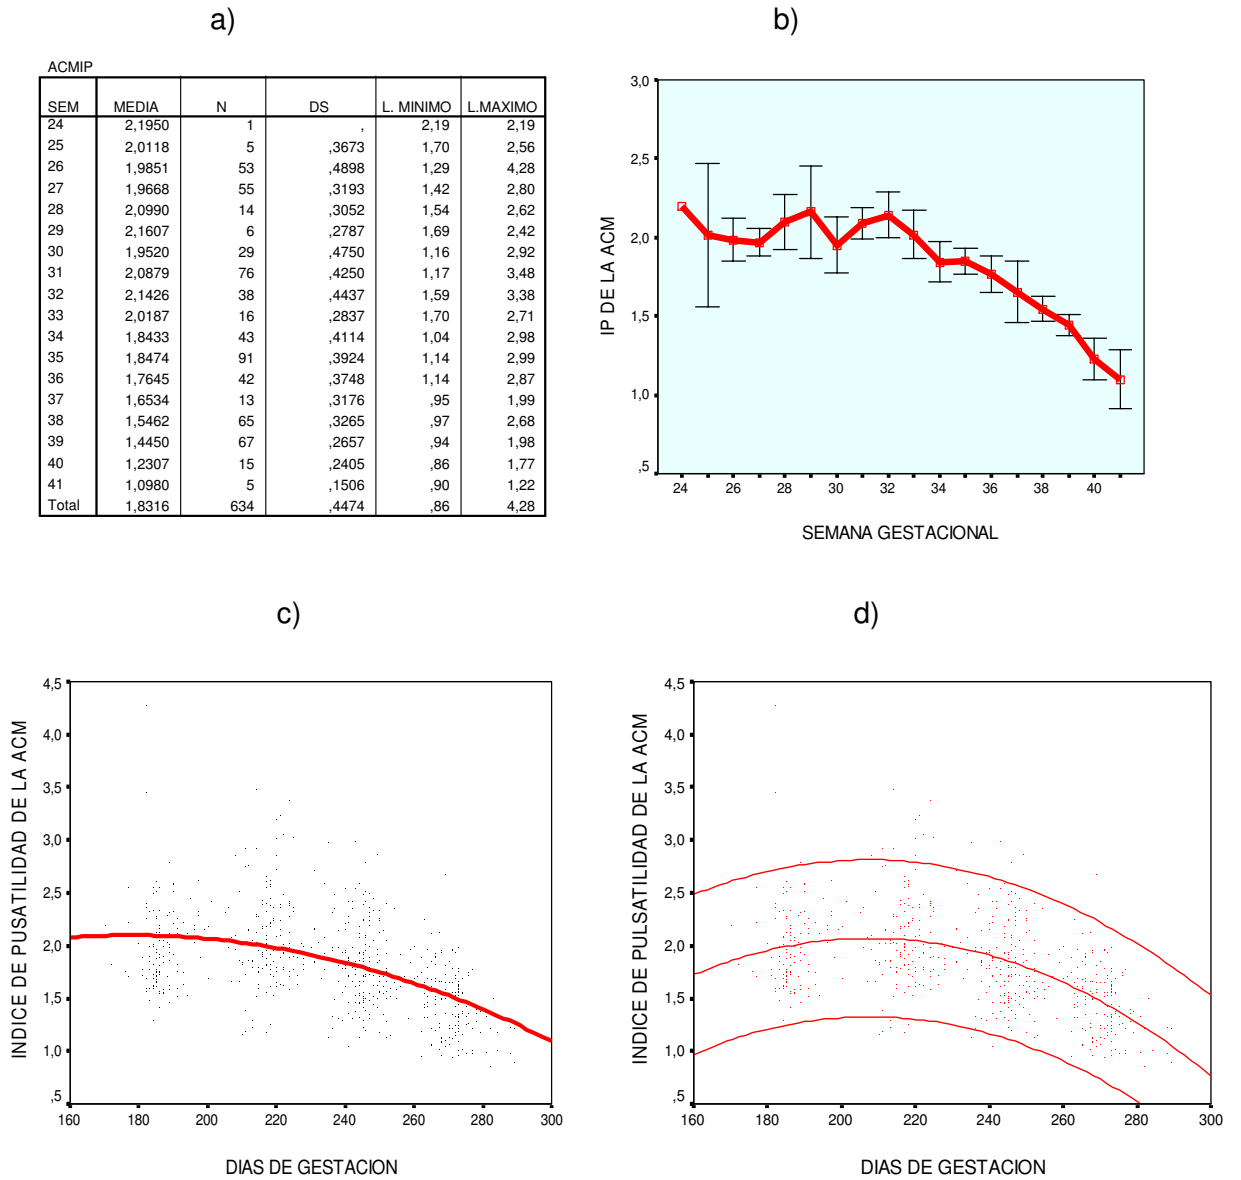 a)
b)
ACMIP
SEM MEDIA N DS L. MINIMO L.MAXIMO
24 2,1950 1 , 2,19 2,19
25 2,0118 5 ,3673 1,70 2,56
26 1,9851 53 ,4898 1,29 4,28
27 1,9668 55 ,3193 1,42 2,80
28 2,0990 14 ,3052 1,54 2,62
29 2,1607 6 ,2787 1,69 2,42
30 1,9520 29 ,4750 1,16 2,92
31 2,0879 76 ,4250 1,17 3,48
32 2,1426 38 ,4437 1,59 3,38
33 2,0187 16 ,2837 1,70 2,71
34 1,8433 43 ,4114 1,04 2,98
35 1,8474 91 ,3924 1,14 2,99
36 1,7645 42 ,3748 1,14 2,87
37 1,6534 13 ,3176 ,95 1,99
38 1,5462 65 ,3265 ,97 2,68
39 1,4450 67 ,2657 ,94 1,98
40 1,2307 15 ,2405 ,86 1,77
41 1,0980 5 ,1506 ,90 1,22
Total 1,8316 634 ,4474 ,86 4,28
IP DE LA ACM
3,0
2,5
2,0
1,5
1,0
,5
24 26 28 30 32 34 36 38 40
SEMANA GESTACIONAL
c)
INDICE DE PUSATILIDAD DE LA ACM
4,5
4,0
3,5
3,0
2,5
2,0
1,5
1,0
,5
160 180 200 220 240 260 280 300
DIAS DE GESTACION
d)
INDICE DE PULSATILIDAD DE LA ACM
4,5
4,0
3,5
3,0
2,5
2,0
1,5
1,0
,5
160 180 200 220 240 260 280 300
DIAS DE GESTACION